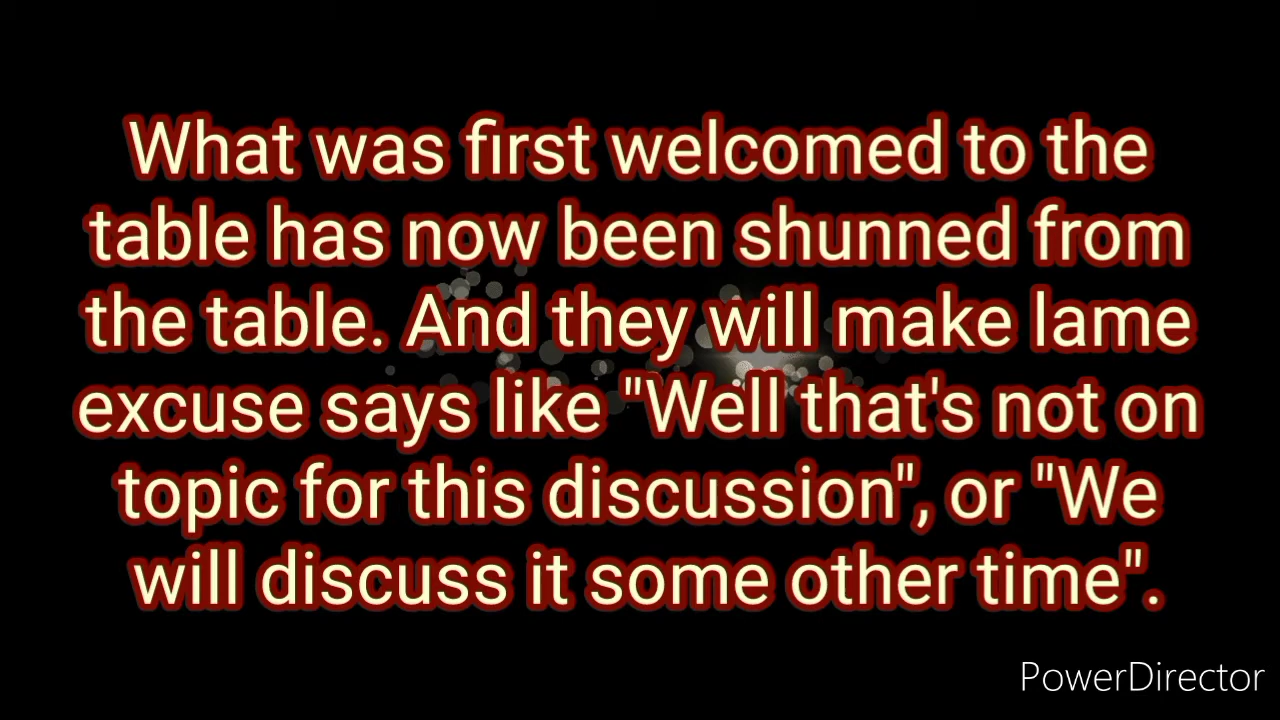 What was first welcomed to the
table has now been shunned from
the table. And they will make lame
excuse says like "Well that's not on
topic for this discussion", or "We
will discuss it some other time".
PowerDirector